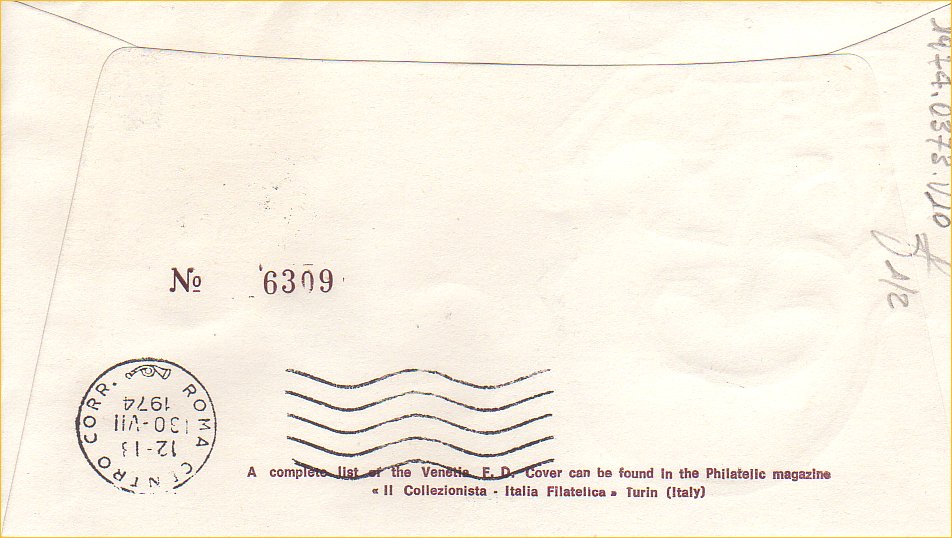 № 6309
ROMA CENTRO CORR.
12-13
30-VII
1974
A complete list of the Venetia F. D. Cover can be found in the Philatelic magazine
« Il Collezionista - Italia Filatelica » Turin (Italy)